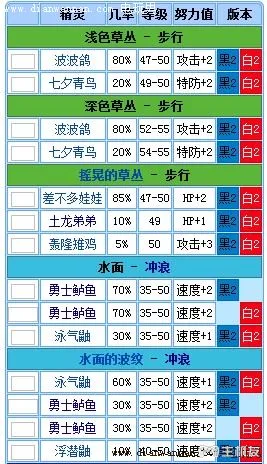 精灵 几率 等级 努力值 版本
浅色草丛 - 步行
波波鸽 80% 47-50 攻击+2 黑2 白2
七夕青鸟 20% 49-50 特防+2 黑2 白2
深色草丛 - 步行
波波鸽 80% 52-55 攻击+2 黑2 白2
七夕青鸟 20% 54-55 特防+2 黑2 白2
摇晃的草丛 - 步行
差不多娃娃 85% 47-50 HP+2 黑2 白2
土龙弟弟 10% 49 HP+1 黑2 白2
轰隆雉鸡 5% 50 攻击+3 黑2 白2
水面 - 冲浪
勇士鲈鱼 70% 35-50 速度+2 黑2
勇士鲈鱼 70% 35-50 速度+2 白2
泳气鼬 30% 35-50 速度+1 黑2 白2
水面的波纹 - 冲浪
泳气鼬 60% 35-50 速度+1 黑2 白2
勇士鲈鱼 30% 35-50 速度+2 黑2
勇士鲈鱼 30% 35-50 速度+2 白2
浮潜鼬 10% 40-50